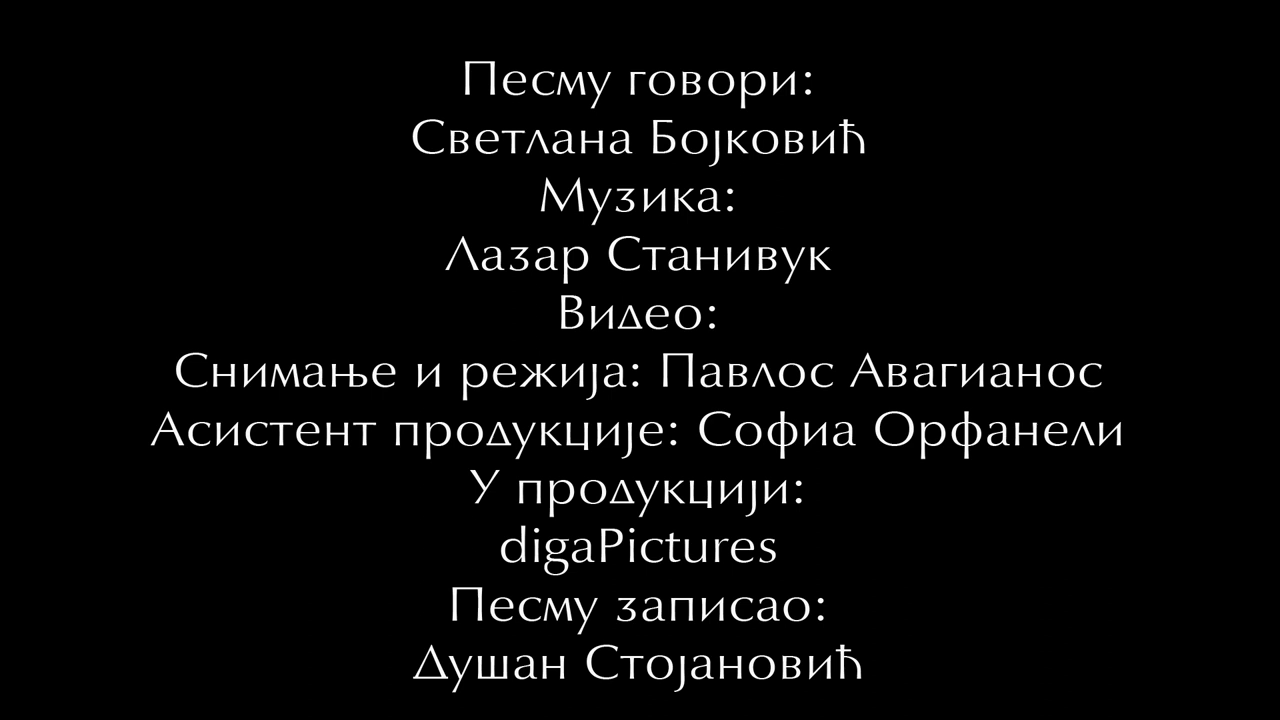 Песму говори:
Светлана Бојковић
Музика:
Лазар Станивук
Видео:
Снимање и режија: Павлос Авагианос
Асистент продукције: Софиа Орфанели
У продукцији:
digaPictures
Песму записао:
Душан Стојановић